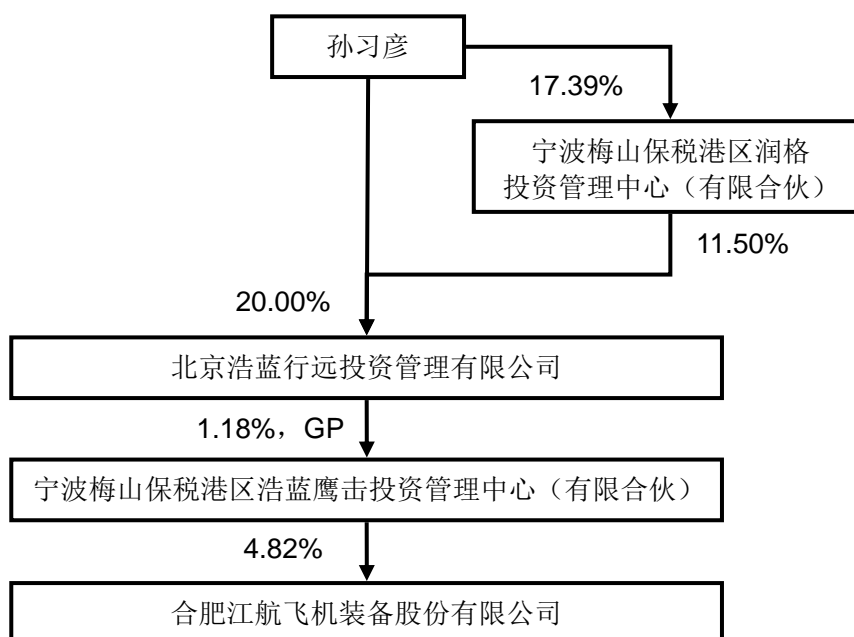 孙习彦
17.39%
宁波梅山保税港区润格
投资管理中心（有限合伙）
11.50%
20.00%
北京浩蓝行远投资管理有限公司
1.18%，GP
宁波梅山保税港区浩蓝鹰击投资管理中心（有限合伙）
4.82%
合肥江航飞机装备股份有限公司